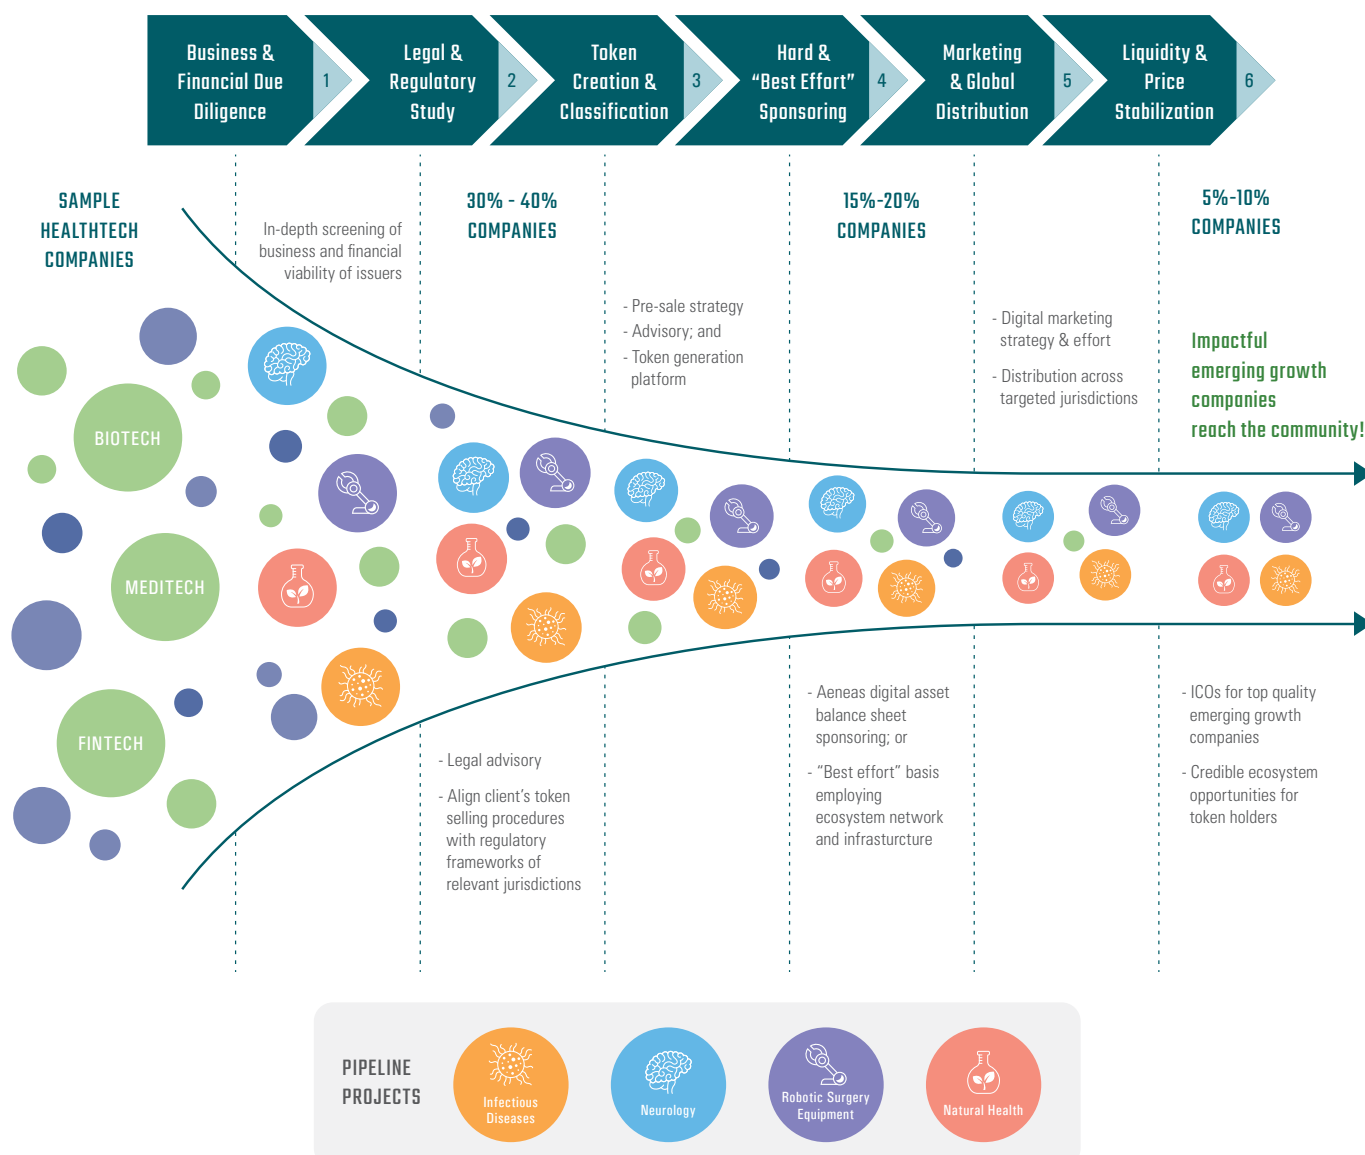 Business &
Financial Due
Diligence
1
Legal &
Regulatory
Study
2
Token
Creation &
Classification
3
Hard &
“Best Effort”
Sponsoring
4
Marketing
& Global
Distribution
5
Liquidity &
Price
Stabilization
6
SAMPLE
HEALTHTECH
COMPANIES
In-depth screening of
business and financial
viability of issuers
30% - 40%
COMPANIES
- Pre-sale strategy
- Advisory; and
- Token generation
platform
15%-20%
COMPANIES
- Digital marketing
strategy & effort
- Distribution across
targeted jurisdictions
5%-10%
COMPANIES
Impactful
emerging growth
companies
reach the community!
BIOTECH
MEDITECH
FINTECH
- Legal advisory
- Align client’s token
selling procedures
with regulatory
frameworks of
relevant jurisdictions
- Aeneas digital asset
balance sheet
sponsoring; or
- “Best effort” basis
employing
ecosystem network
and infrasturcture
- ICOs for top quality
emerging growth
companies
- Credible ecosystem
opportunities for
token holders
PIPELINE
PROJECTS
Infectious
Diseases
Neurology
Robotic Surgery
Equipment
Natural Health